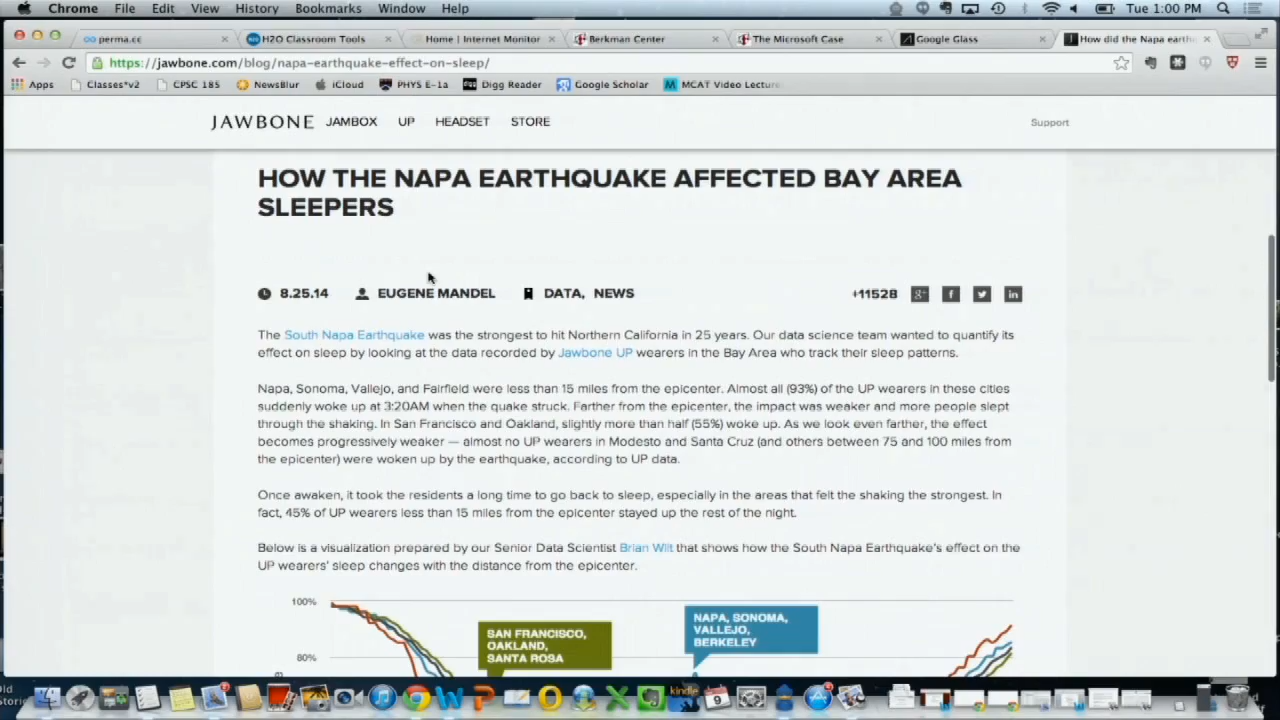 Chrome File Edit View History Bookmarks Window Help Tue 1:00 PM
perma.cc H2O Classroom Tools Home | Internet Monitor Berkman Center The Microsoft Case Google Glass How did the Napa earth
https://jawbone.com/blog/napa-earthquake-effect-on-sleep/
Apps Classes*v2 CPSC 185 NewsBlur iCloud PHYS E-1a Digg Reader Google Scholar MCAT Video Lectur
JAWBONE JAMBOX UP HEADSET STORE Support
HOW THE NAPA EARTHQUAKE AFFECTED BAY AREA
SLEEPERS
8.25.14 EUGENE MANDEL DATA, NEWS +11528
The South Napa Earthquake was the strongest to hit Northern California in 25 years. Our data science team wanted to quantify its
effect on sleep by looking at the data recorded by Jawbone UP wearers in the Bay Area who track their sleep patterns.
Napa, Sonoma, Vallejo, and Fairfield were less than 15 miles from the epicenter. Almost all (93%) of the UP wearers in these cities
suddenly woke up at 3:20AM when the quake struck. Farther from the epicenter, the impact was weaker and more people slept
through the shaking. In San Francisco and Oakland, slightly more than half (55%) woke up. As we look even farther, the effect
becomes progressively weaker — almost no UP wearers in Modesto and Santa Cruz (and others between 75 and 100 miles from
the epicenter) were woken up by the earthquake, according to UP data.
Once awaken, it took the residents a long time to go back to sleep, especially in the areas that felt the shaking the strongest. In
fact, 45% of UP wearers less than 15 miles from the epicenter stayed up the rest of the night.
Below is a visualization prepared by our Senior Data Scientist Brian Wilt that shows how the South Napa Earthquake's effect on the
UP wearers' sleep changes with the distance from the epicenter.
100%
NAPA, SONOMA,
VALLEJO,
BERKELEY
SAN FRANCISCO,
OAKLAND,
SANTA ROSA
80%
kindle
9